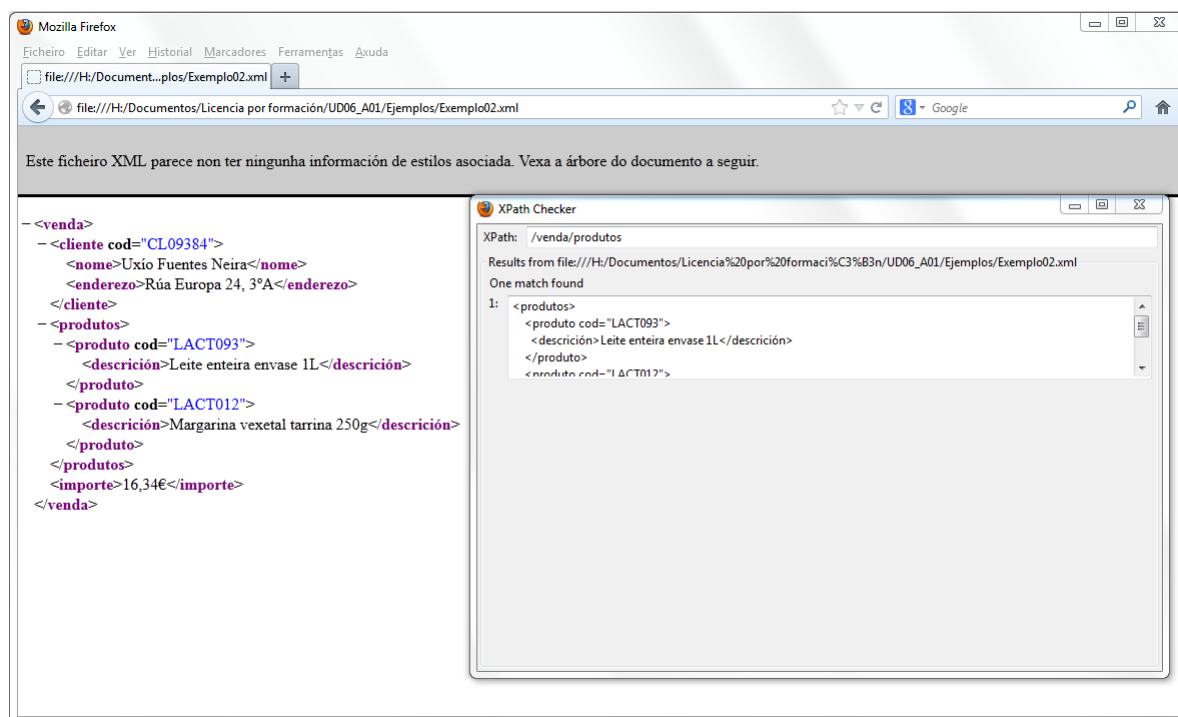 Mozilla Firefox
Ficheiro Editar Ver Historial Marcadores Ferramentas Axuda
file:///H:/Document...plos/Exemplo02.xml +
file:///H:/Documentos/Licencia por formación/UD06_A01/Ejemplos/Exemplo02.xml Google
Este ficheiro XML parece non ter ningunha información de estilos asociada. Vexa a árbore do documento a seguir.
− <venda>
− <cliente cod="CL09384">
<nome>Uxío Fuentes Neira</nome>
<enderezo>Rúa Europa 24, 3ºA</enderezo>
</cliente>
− <produtos>
− <produto cod="LACT093">
<descrición>Leite enteira envase 1L</descrición>
</produto>
− <produto cod="LACT012">
<descrición>Margarina vexetal tarrina 250g</descrición>
</produto>
</produtos>
<importe>16,34€</importe>
</venda>
XPath Checker
XPath: /venda/produtos
Results from file:///H:/Documentos/Licencia%20por%20formaci%C3%B3n/UD06_A01/Ejemplos/Exemplo02.xml
One match found
1: <produtos>
<produto cod="LACT093">
<descrición>Leite enteira envase 1L</descrición>
</produto>
<produto cod="LACT012">